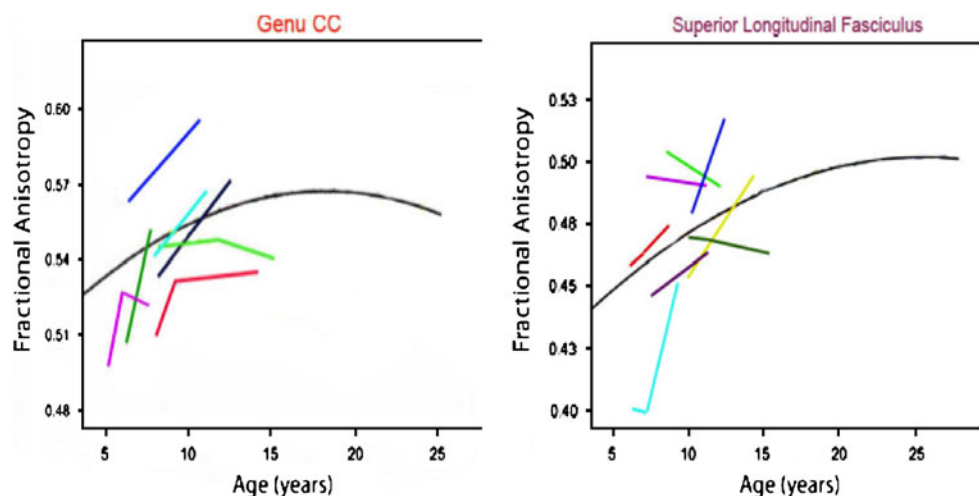 Genu CC
Fractional Anisotropy
0.60
0.57
0.54
0.51
0.48
5 10 15 20 25
Age (years)
Superior Longitudinal Fasciculus
Fractional Anisotropy
0.53
0.50
0.48
0.45
0.43
0.40
5 10 15 20 25
Age (years)